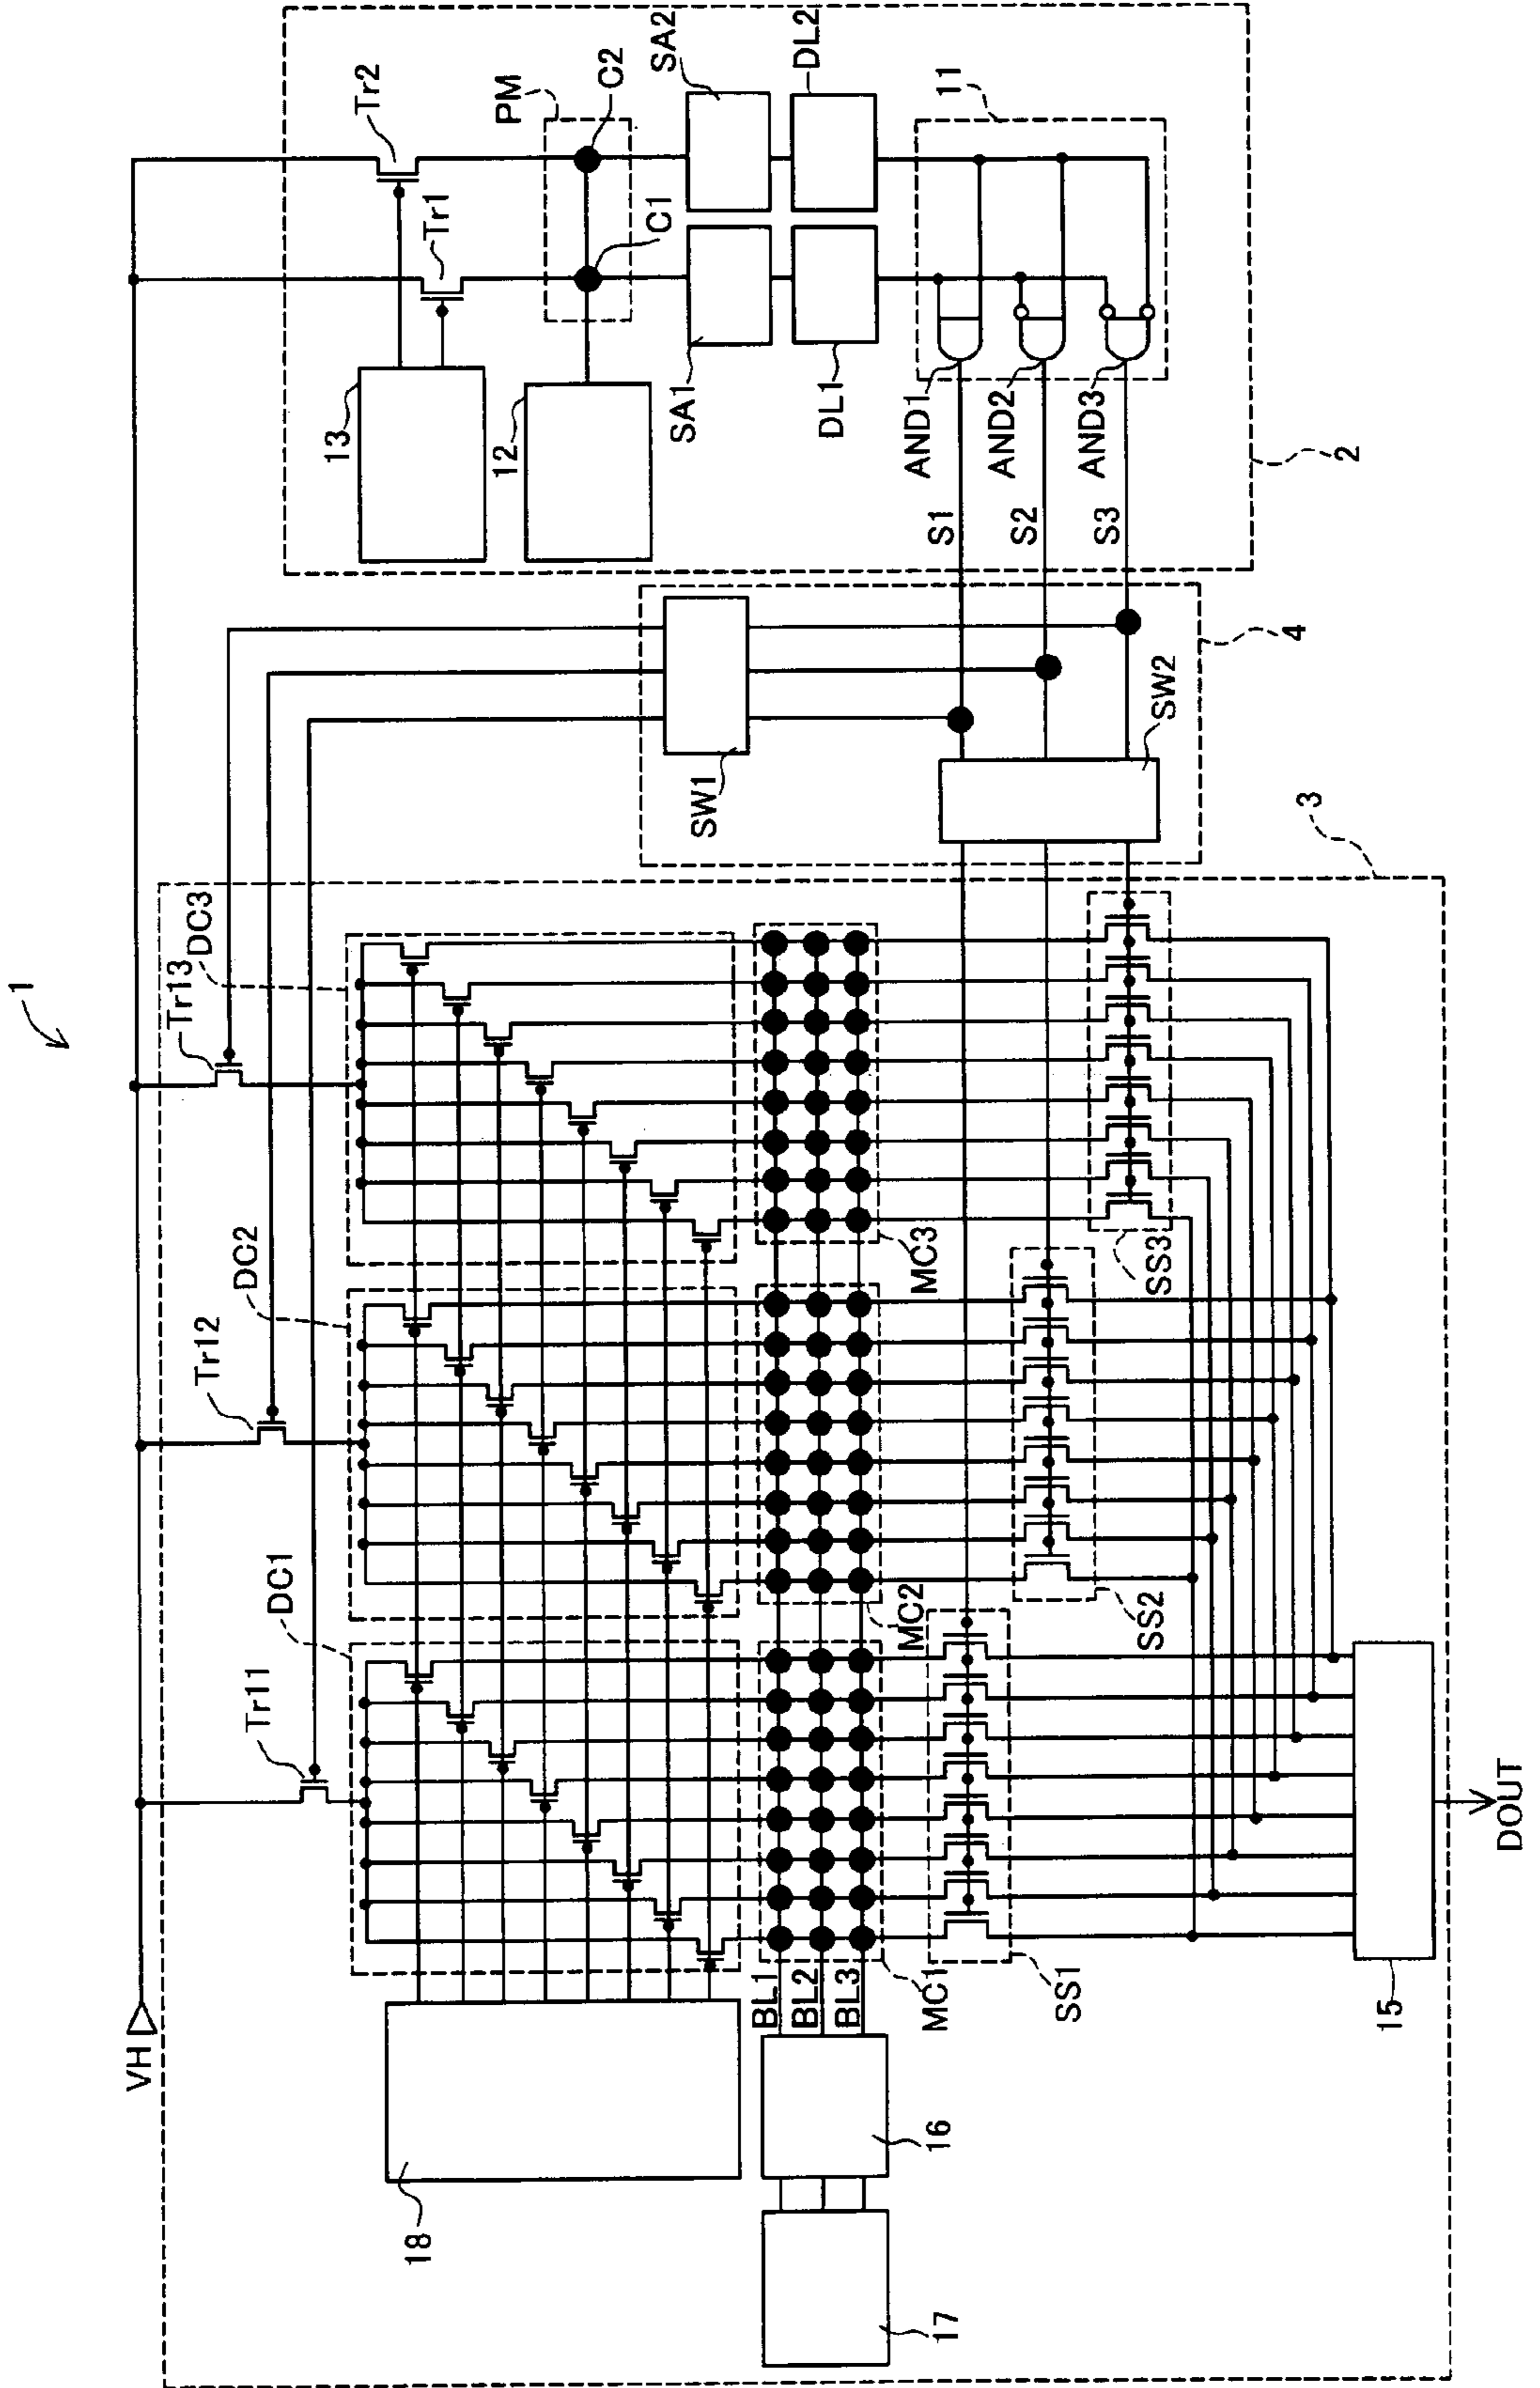 1
VH
Tr11
Tr12
Tr13
DC1
DC2
DC3
18
BL1
BL2
BL3
16
17
MC1
MC2
MC3
SS1
SS2
SS3
15
DOUT
3
SW1
SW2
4
13
12
Tr1
Tr2
PM
C1
C2
SA1
SA2
DL1
DL2
11
AND1
AND2
AND3
S1
S2
S3
2